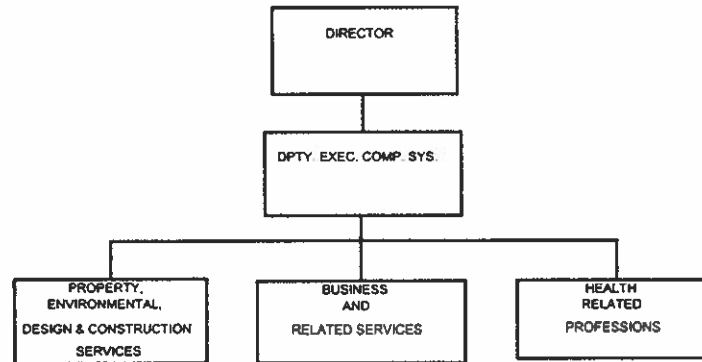 DIRECTOR
DPTY. EXEC. COMP. SYS.
PROPERTY,
ENVIRONMENTAL,
DESIGN & CONSTRUCTION
SERVICES
BUSINESS
AND
RELATED SERVICES
HEALTH
RELATED
PROFESSIONS